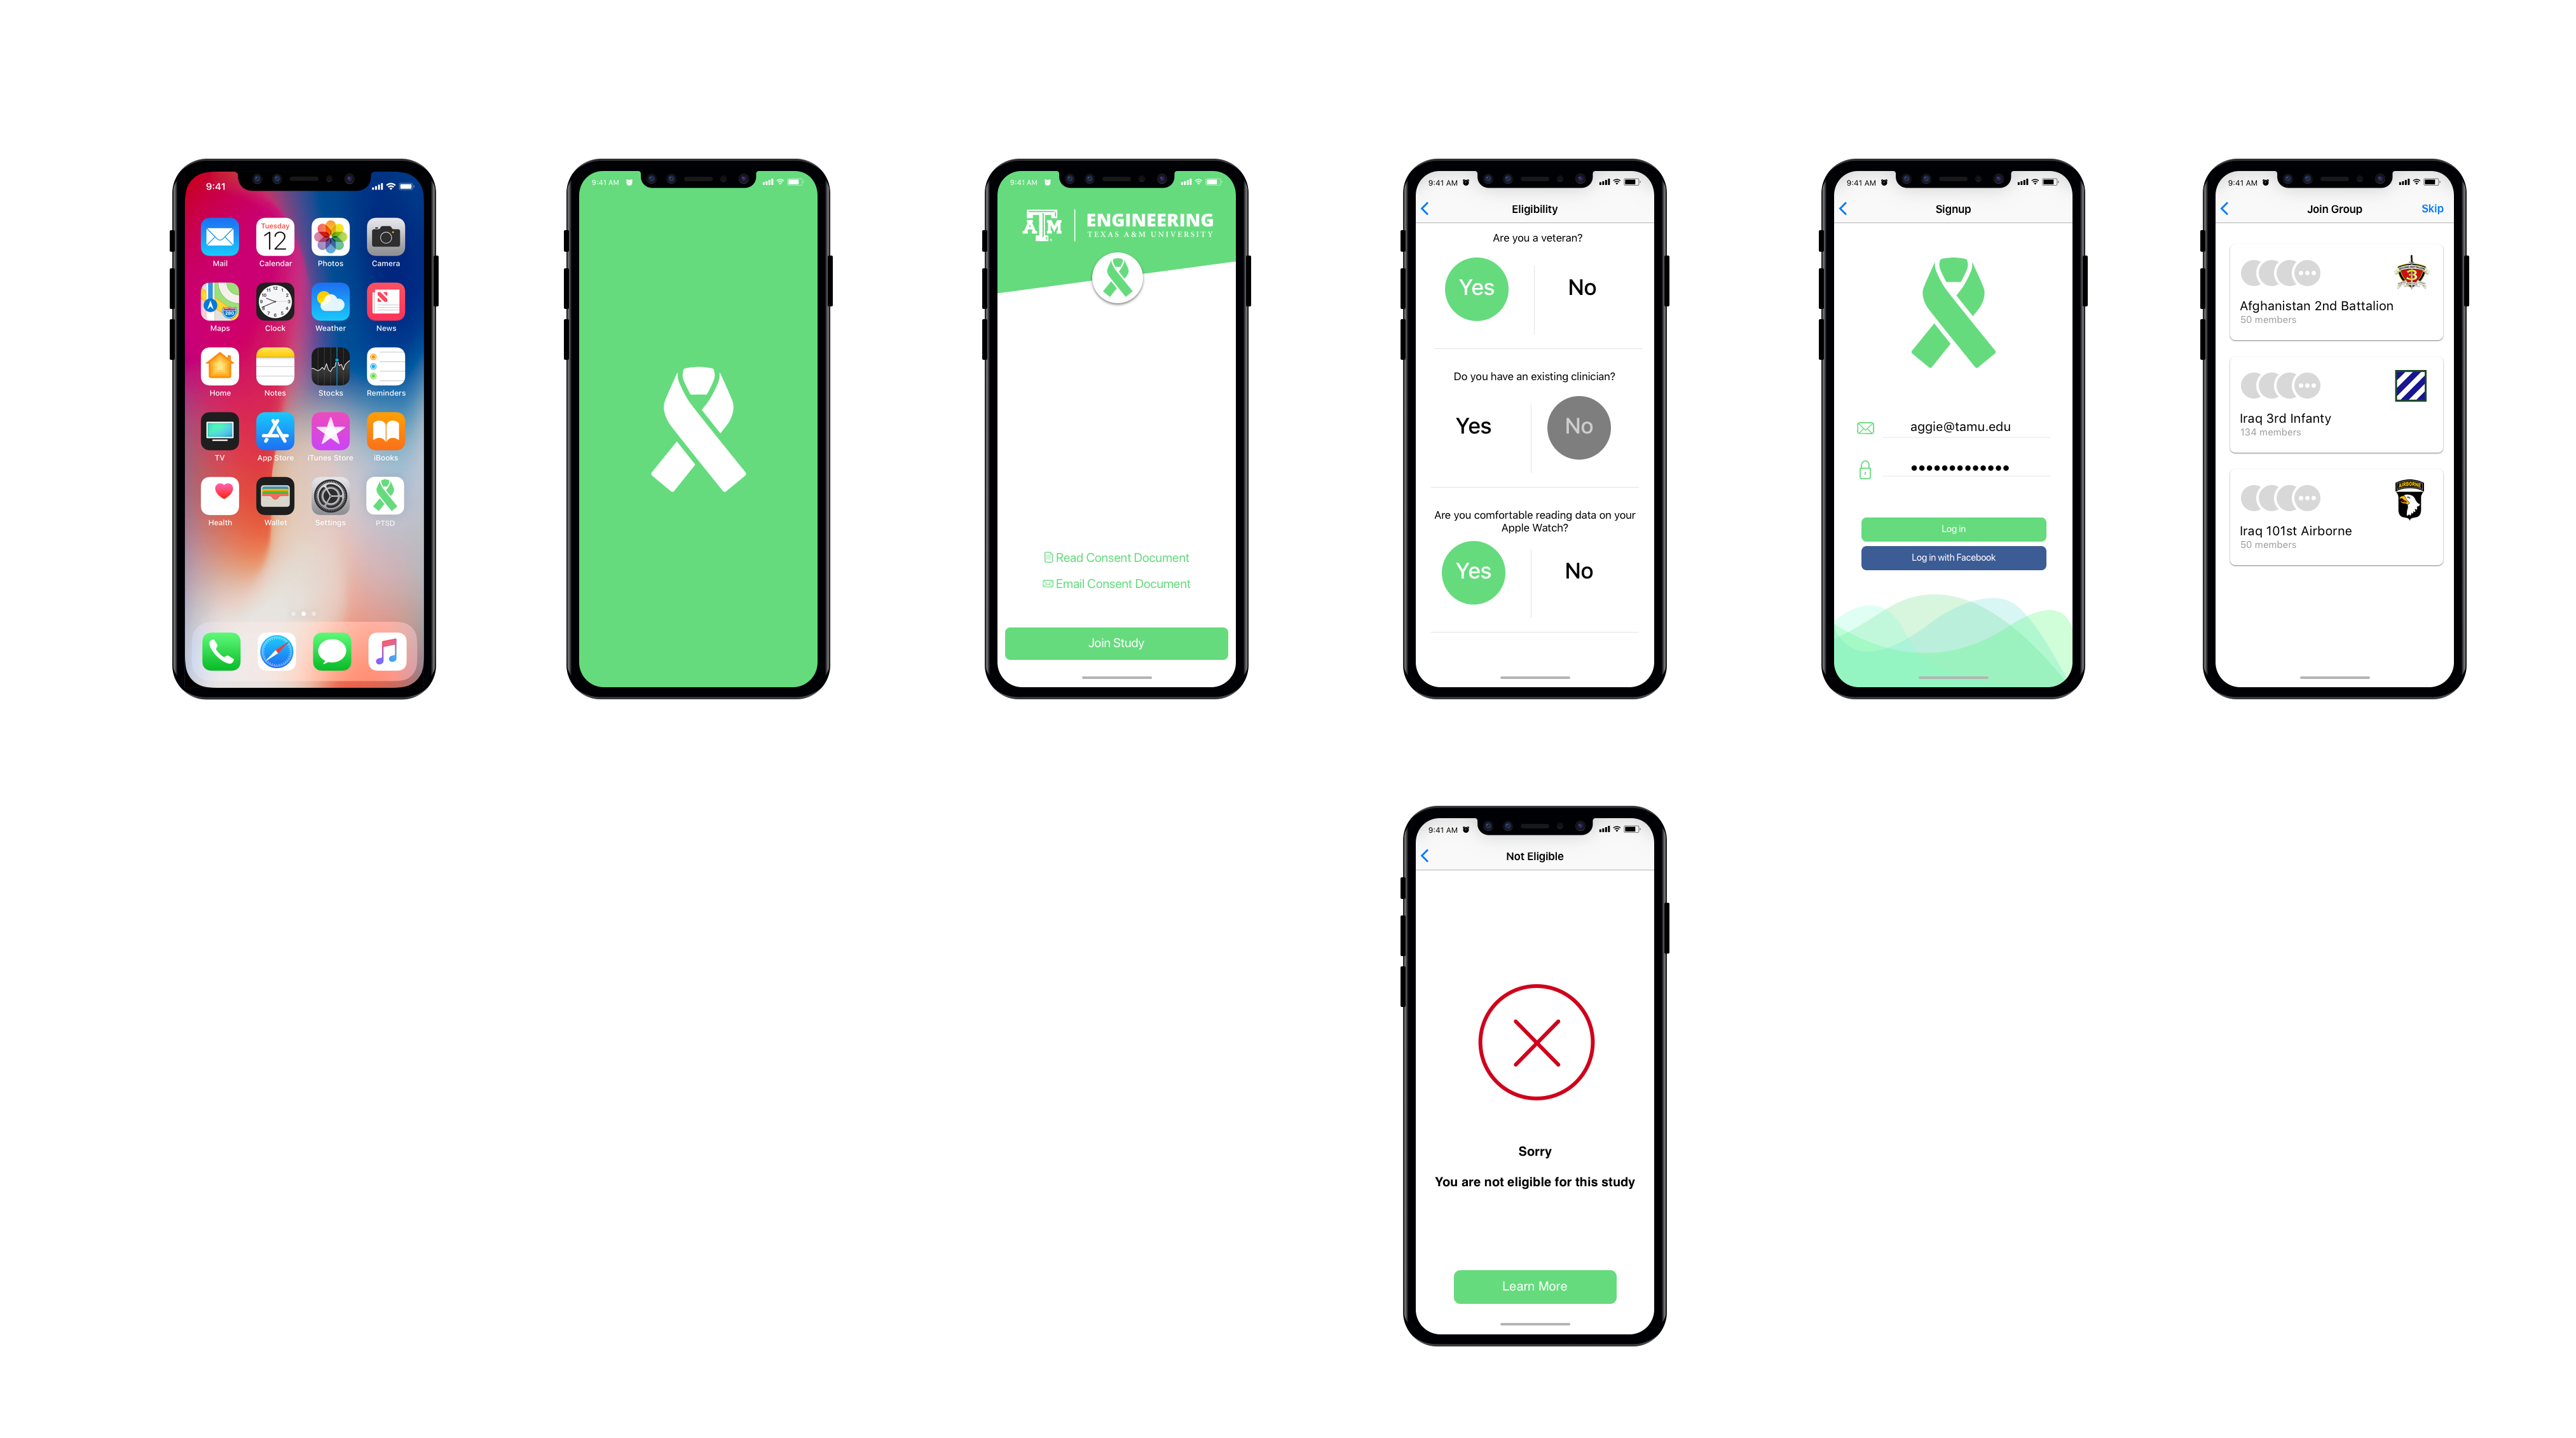 9:41
Tuesday
12
Mail Calendar Photos Camera
280
Maps Clock Weather News
Home Notes Stocks Reminders
TV App Store iTunes Store iBooks
Health Wallet Settings PTSD
9:41 AM
9:41 AM
ATM ENGINEERING
TEXAS A&M UNIVERSITY
Read Consent Document
Email Consent Document
Join Study
9:41 AM
Eligibility
Are you a veteran?
Yes No
Do you have an existing clinician?
Yes No
Are you comfortable reading data on your
Apple Watch?
Yes No
9:41 AM
Signup
aggie@tamu.edu
Log in
Log in with Facebook
9:41 AM
Join Group Skip
3
Afghanistan 2nd Battalion
50 members
Iraq 3rd Infanty
134 members
AIRBORNE
Iraq 101st Airborne
50 members
9:41 AM
Not Eligible
Sorry
You are not eligible for this study
Learn More